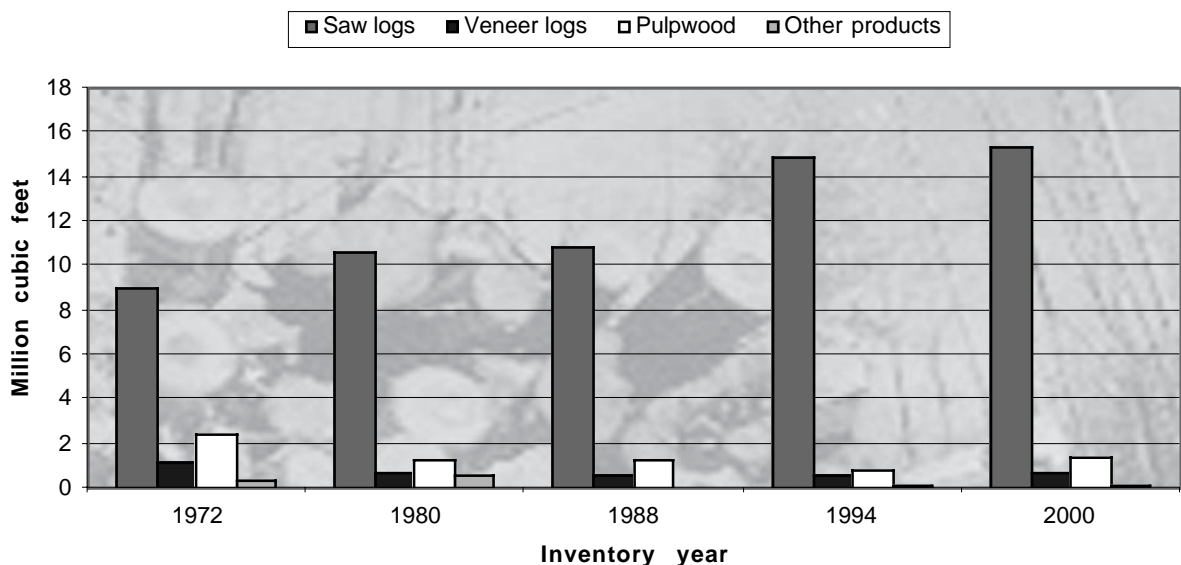 Saw logs Veneer logs Pulpwood Other products
18
16
14
12
10
8
6
4
2
0
Million cubic feet
1972 1980 1988 1994 2000
Inventory year